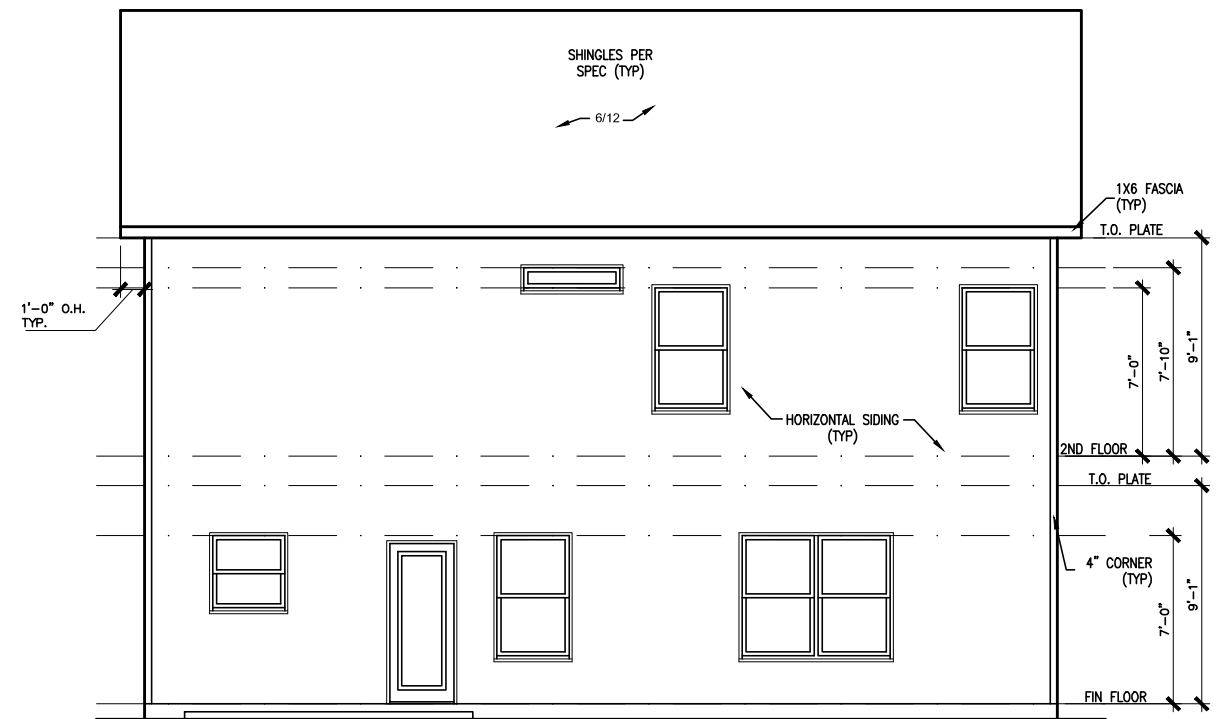 SHINGLES PER
SPEC (TYP)
6/12
1X6 FASCIA
(TYP)
T.O. PLATE
1'-0" O.H.
TYP.
7'-0"
7'-10"
9'-1"
HORIZONTAL SIDING
(TYP)
2ND FLOOR
T.O. PLATE
4" CORNER
(TYP)
7'-0"
9'-1"
FIN FLOOR